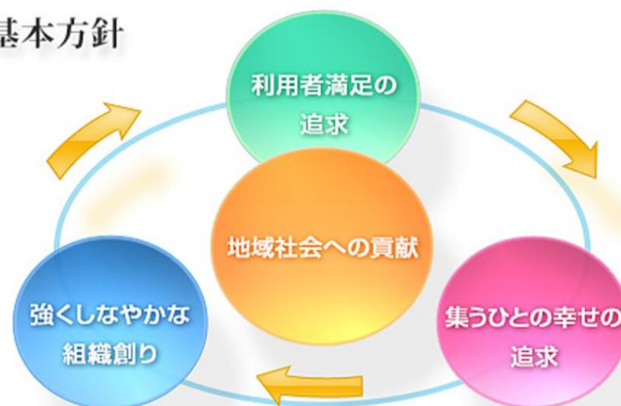 基本方針
利用者満足の
追求
地域社会への貢献
強くしなやかな
組織創り
集うひとの幸せの
追求